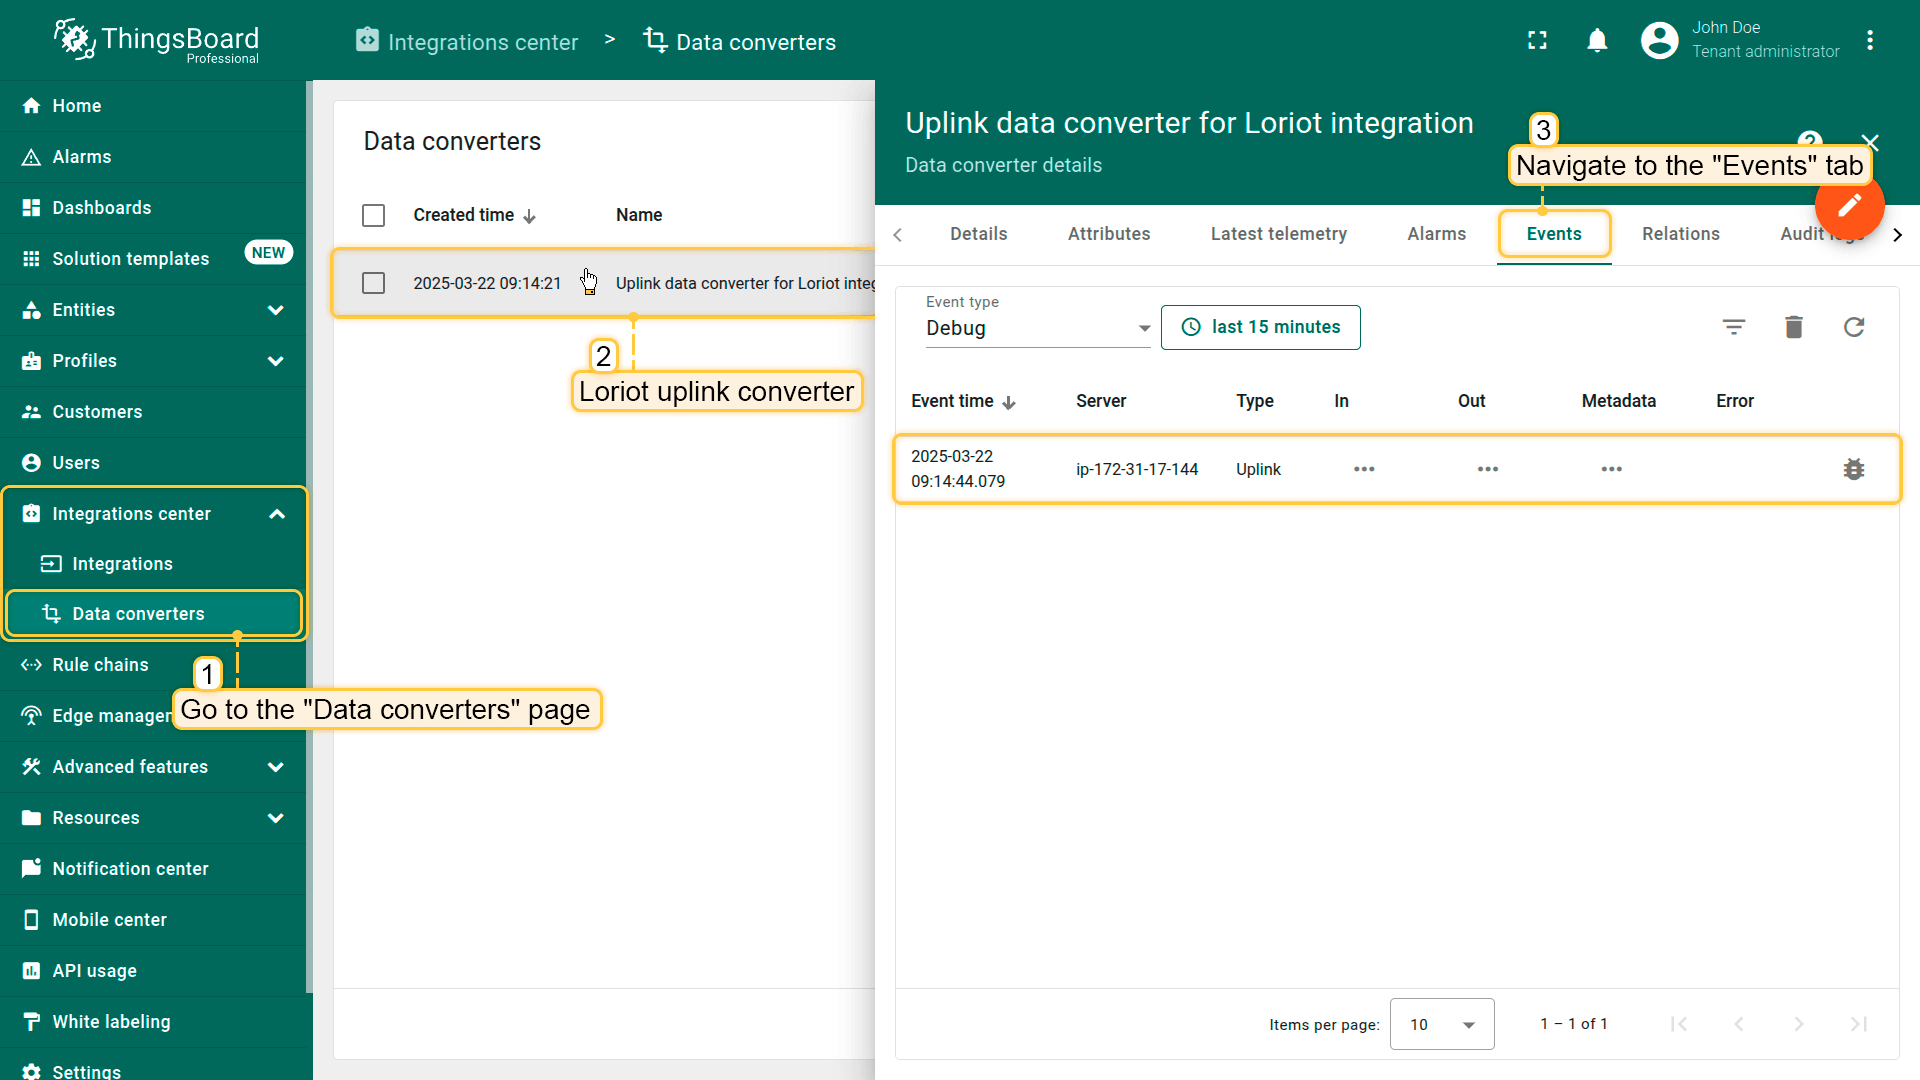 ThingsBoard
Professional
Integrations center > Data converters
John Doe
Tenant administrator
Home
Alarms
Dashboards
Solution templates NEW
Entities
Profiles
Customers
Users
Integrations center
Integrations
Data converters
Rule chains
Edge manager
Advanced features
Resources
Notification center
Mobile center
API usage
White labeling
Settings
1
Go to the "Data converters" page
Data converters
Created time Name
2025-03-22 09:14:21 Uplink data converter for Loriot integ
2
Loriot uplink converter
Uplink data converter for Loriot integration
Data converter details
3
Navigate to the "Events" tab
Details Attributes Latest telemetry Alarms Events Relations Audit logs
Event type
Debug
last 15 minutes
Event time Server Type In Out Metadata Error
2025-03-22
09:14:44.079
ip-172-31-17-144 Uplink ••• ••• •••
Items per page: 10 1 – 1 of 1